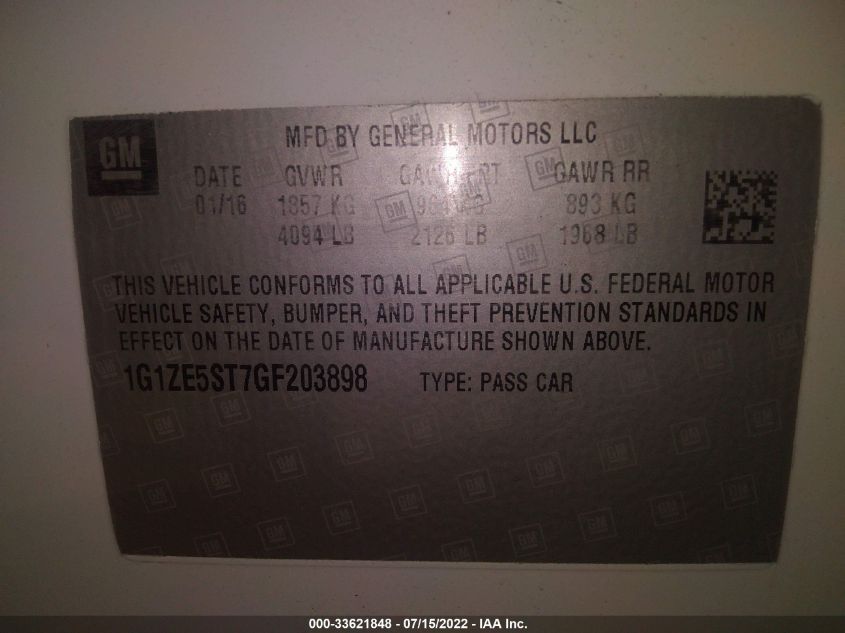 GM
MFD BY GENERAL MOTORS LLC
DATE GVWR GAWR FRT GAWR RR
01/16 1857 KG 893 KG
4094 LB 2126 LB 1968 LB
THIS VEHICLE CONFORMS TO ALL APPLICABLE U.S. FEDERAL MOTOR
VEHICLE SAFETY, BUMPER, AND THEFT PREVENTION STANDARDS IN
EFFECT ON THE DATE OF MANUFACTURE SHOWN ABOVE.
1G1ZE5ST7GF203898 TYPE: PASS CAR
000-33621848 - 07/15/2022 - IAA Inc.